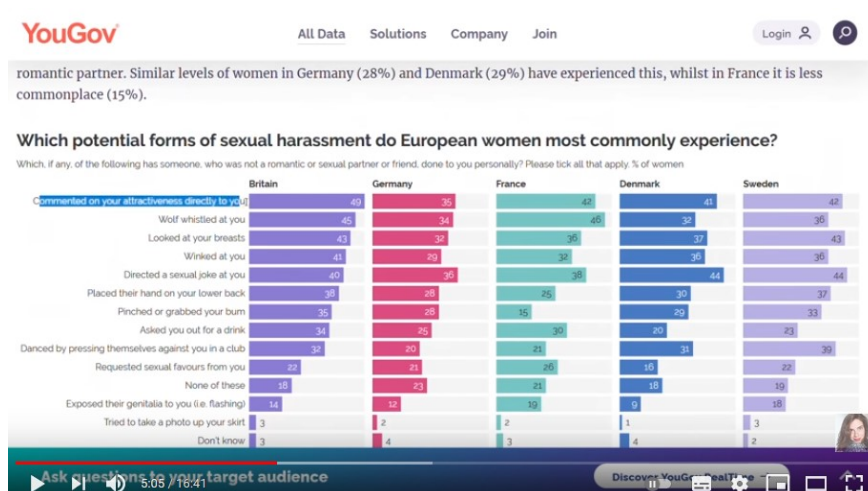 YouGov
All Data Solutions Company Join Login
romantic partner. Similar levels of women in Germany (28%) and Denmark (29%) have experienced this, whilst in France it is less
commonplace (15%).
Which potential forms of sexual harassment do European women most commonly experience?
Which, if any, of the following has someone, who was not a romantic or sexual partner or friend, done to you personally? Please tick all that apply. % of women
Britain Germany France Denmark Sweden
Commented on your attractiveness directly to you 49 35 42 41 42
Wolf whistled at you 45 34 46 32 36
Looked at your breasts 43 32 36 37 43
Winked at you 41 29 32 36 36
Directed a sexual joke at you 40 36 38 44 44
Placed their hand on your lower back 38 28 25 30 37
Pinched or grabbed your bum 35 28 15 29 33
Asked you out for a drink 34 25 30 20 23
Danced by pressing themselves against you in a club 32 20 21 31 39
Requested sexual favours from you 22 21 26 16 22
None of these 18 23 21 18 19
Exposed their genitalia to you (i.e. flashing) 14 12 19 9 18
Tried to take a photo up your skirt 3 2 2 1 3
Don't know 3 4 3 4 2
Ask questions to your target audience
Discover YouGov RealTime
5:05 / 16:41